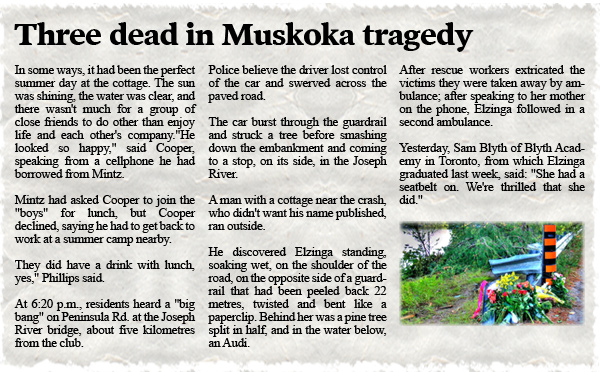 Three dead in Muskoka tragedy
In some ways, it had been the perfect
summer day at the cottage. The sun
was shining, the water was clear, and
there wasn't much for a group of
close friends to do other than enjoy
life and each other's company."He
looked so happy," said Cooper,
speaking from a cellphone he had
borrowed from Mintz.
Mintz had asked Cooper to join the
"boys" for lunch, but Cooper
declined, saying he had to get back to
work at a summer camp nearby.
They did have a drink with lunch,
yes," Phillips said.
At 6:20 p.m., residents heard a "big
bang" on Peninsula Rd. at the Joseph
River bridge, about five kilometres
from the club.
Police believe the driver lost control
of the car and swerved across the
paved road.
The car burst through the guardrail
and struck a tree before smashing
down the embankment and coming
to a stop, on its side, in the Joseph
River.
A man with a cottage near the crash,
who didn't want his name published,
ran outside.
He discovered Elzinga standing,
soaking wet, on the shoulder of the
road, on the opposite side of a guard-
rail that had been peeled back 22
metres, twisted and bent like a
paperclip. Behind her was a pine tree
split in half, and in the water below,
an Audi.
After rescue workers extricated the
victims they were taken away by am-
bulance; after speaking to her mother
on the phone, Elzinga followed in a
second ambulance.
Yesterday, Sam Blyth of Blyth Acad-
emy in Toronto, from which Elzinga
graduated last week, said: "She had a
seatbelt on. We're thrilled that she
did."